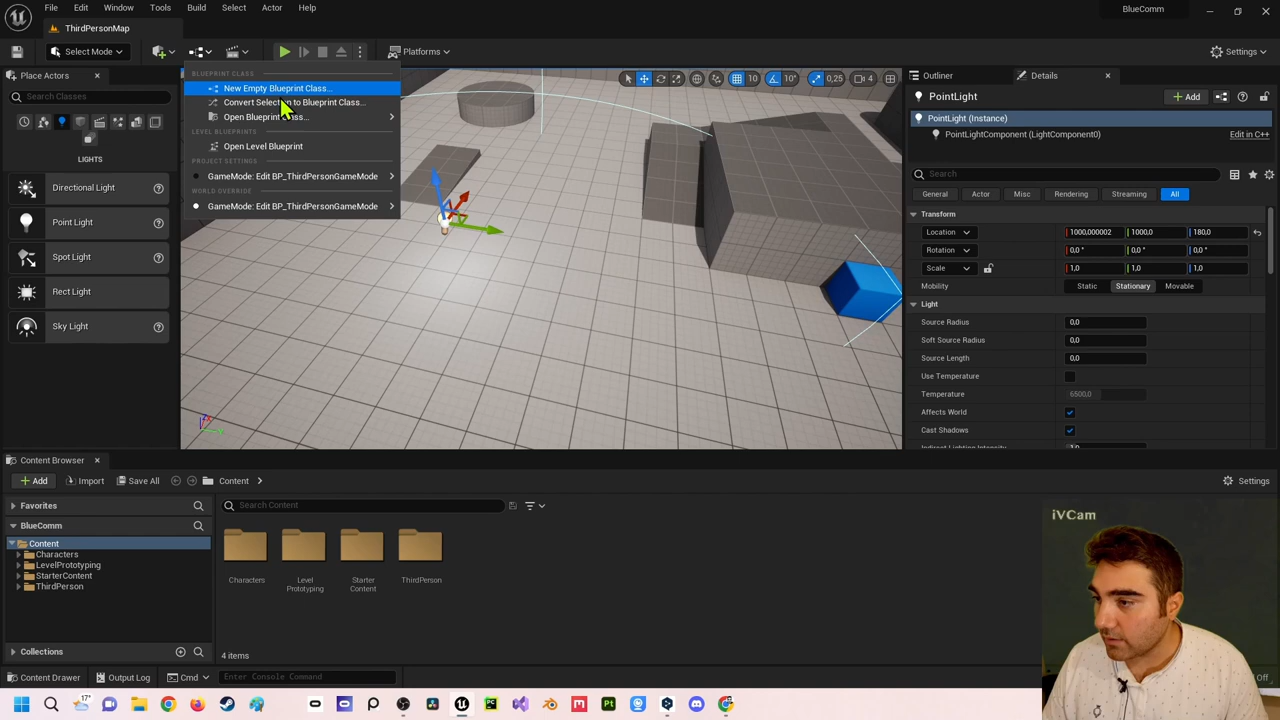 File
Edit
Window
Tools
Build
Select
Actor
Help
BlueComm
ThirdPersonMap
Select Mode
Platforms
Settings
Place Actors
Search Classes
LIGHTS
Directional Light
Point Light
Spot Light
Rect Light
Sky Light
BLUEPRINT CLASS
New Empty Blueprint Class...
Convert Selection to Blueprint Class...
Open Blueprint Class...
LEVEL BLUEPRINTS
Open Level Blueprint
PROJECT SETTINGS
GameMode: Edit BP_ThirdPersonGameMode
WORLD OVERRIDE
GameMode: Edit BP_ThirdPersonGameMode
10
10°
0,25
4
Outliner
Details
PointLight
Add
PointLight (Instance)
PointLightComponent (LightComponent0)
Edit in C++
Search
General
Actor
Misc
Rendering
Streaming
All
Transform
Location
1000,000002
1000,0
180,0
Rotation
0,0 °
0,0 °
0,0 °
Scale
1,0
1,0
1,0
Mobility
Static
Stationary
Movable
Light
Source Radius
0,0
Soft Source Radius
0,0
Source Length
0,0
Use Temperature
Temperature
6500,0
Affects World
Cast Shadows
Indirect Lighting Intensity
1,0
Content Browser
Add
Import
Save All
Content
Settings
Favorites
Search Content
BlueComm
Content
Characters
LevelPrototyping
StarterContent
ThirdPerson
Characters
Level
Prototyping
Starter
Content
ThirdPerson
Collections
4 items
Content Drawer
Output Log
Cmd
Enter Console Command
Off
17°
iVCam